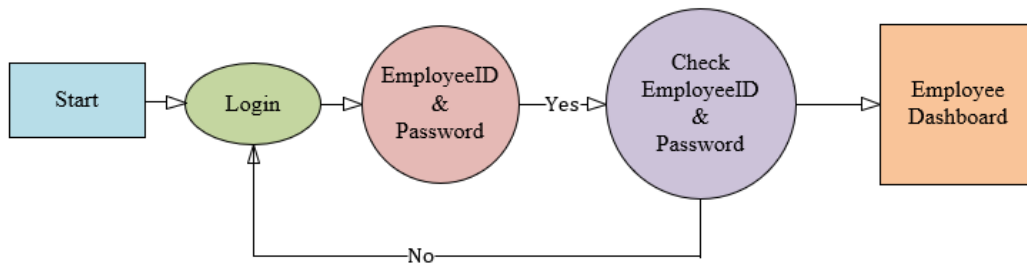 Start
Login
EmployeeID
&
Password
Yes
Check
EmployeeID
&
Password
Employee
Dashboard
No